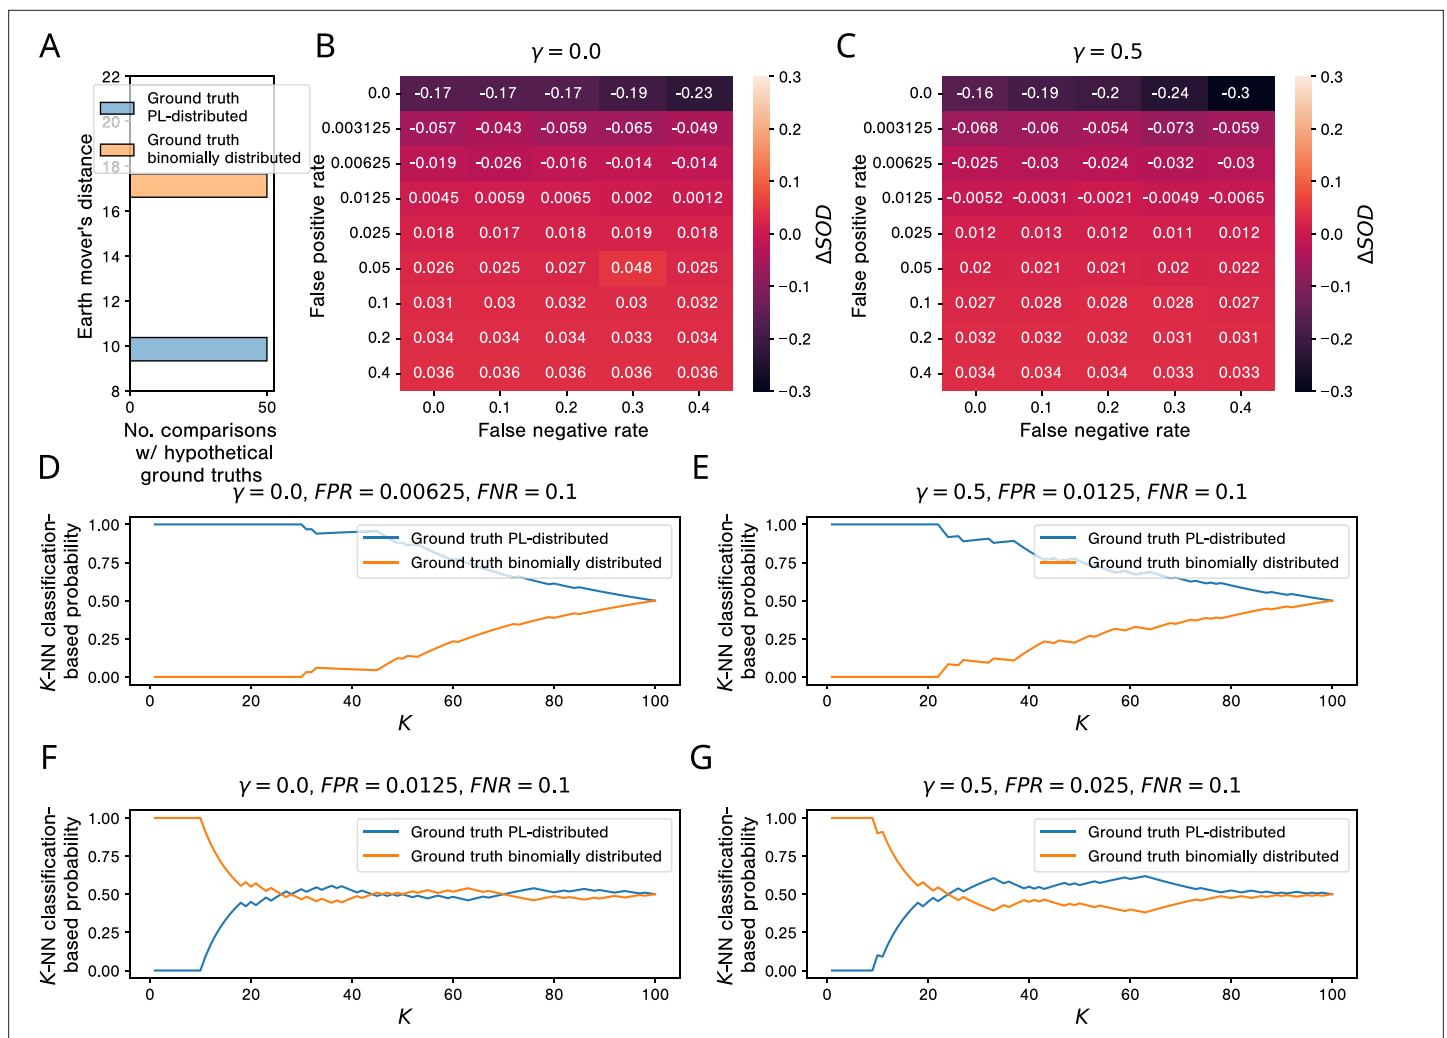 A
22
20
18
16
14
12
10
8
Earth mover's distance
Ground truth
PL-distributed
Ground truth
binomially distributed
0 50
No. comparisons
w/ hypothetical
ground truths
B
γ = 0.0
False positive rate
0.0 -0.17 -0.17 -0.17 -0.19 -0.23
0.003125 -0.057 -0.043 -0.059 -0.065 -0.049
0.00625 -0.019 -0.026 -0.016 -0.014 -0.014
0.0125 0.0045 0.0059 0.0065 0.002 0.0012
0.025 0.018 0.017 0.018 0.019 0.018
0.05 0.026 0.025 0.027 0.048 0.025
0.1 0.031 0.03 0.032 0.03 0.032
0.2 0.034 0.034 0.034 0.033 0.034
0.4 0.036 0.036 0.036 0.036 0.036
0.0 0.1 0.2 0.3 0.4
False negative rate
0.3
0.2
0.1
0.0
−0.1
−0.2
−0.3
ΔSOD
C
γ = 0.5
False positive rate
0.0 -0.16 -0.19 -0.2 -0.24 -0.3
0.003125 -0.068 -0.06 -0.054 -0.073 -0.059
0.00625 -0.025 -0.03 -0.024 -0.032 -0.03
0.0125 -0.0052 -0.0031 -0.0021 -0.0049 -0.0065
0.025 0.012 0.013 0.012 0.011 0.012
0.05 0.02 0.021 0.021 0.02 0.022
0.1 0.027 0.028 0.028 0.028 0.027
0.2 0.032 0.032 0.032 0.031 0.031
0.4 0.034 0.034 0.034 0.033 0.033
0.0 0.1 0.2 0.3 0.4
False negative rate
0.3
0.2
0.1
0.0
−0.1
−0.2
−0.3
ΔSOD
D
γ = 0.0, FPR = 0.00625, FNR = 0.1
K-NN classification–
based probability
1.00
0.75
0.50
0.25
0.00
Ground truth PL-distributed
Ground truth binomially distributed
0 20 40 60 80 100
K
E
γ = 0.5, FPR = 0.0125, FNR = 0.1
K-NN classification–
based probability
1.00
0.75
0.50
0.25
0.00
Ground truth PL-distributed
Ground truth binomially distributed
0 20 40 60 80 100
K
F
γ = 0.0, FPR = 0.0125, FNR = 0.1
K-NN classification–
based probability
1.00
0.75
0.50
0.25
0.00
Ground truth PL-distributed
Ground truth binomially distributed
0 20 40 60 80 100
K
G
γ = 0.5, FPR = 0.025, FNR = 0.1
K-NN classification–
based probability
1.00
0.75
0.50
0.25
0.00
Ground truth PL-distributed
Ground truth binomially distributed
0 20 40 60 80 100
K